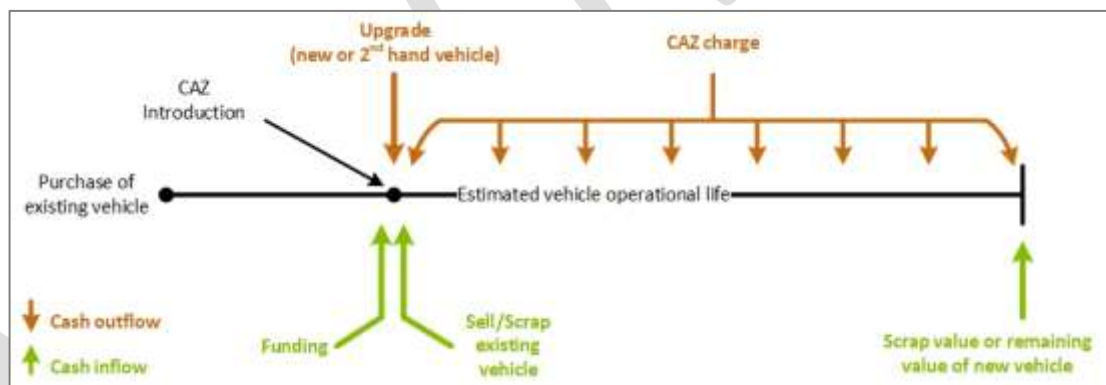 Upgrade
(new or 2nd hand vehicle)
CAZ charge
CAZ
Introduction
Purchase of
existing vehicle
Estimated vehicle operational life
Cash outflow
Cash inflow
Funding
Sell/Scrap
existing
vehicle
Scrap value or remaining
value of new vehicle